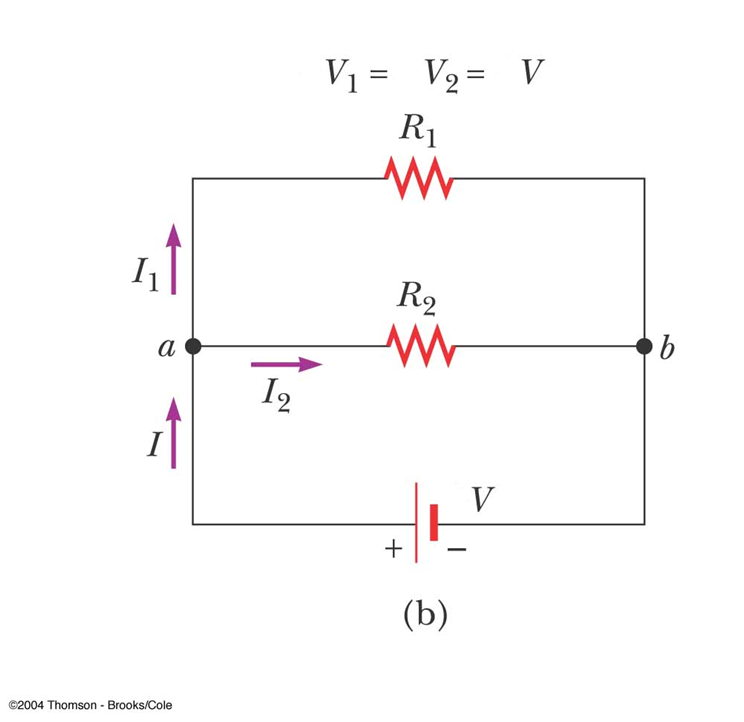 V₁ = V₂ = V
R₁
I₁
R₂
a
b
I₂
I
V
+ −
(b)
©2004 Thomson - Brooks/Cole